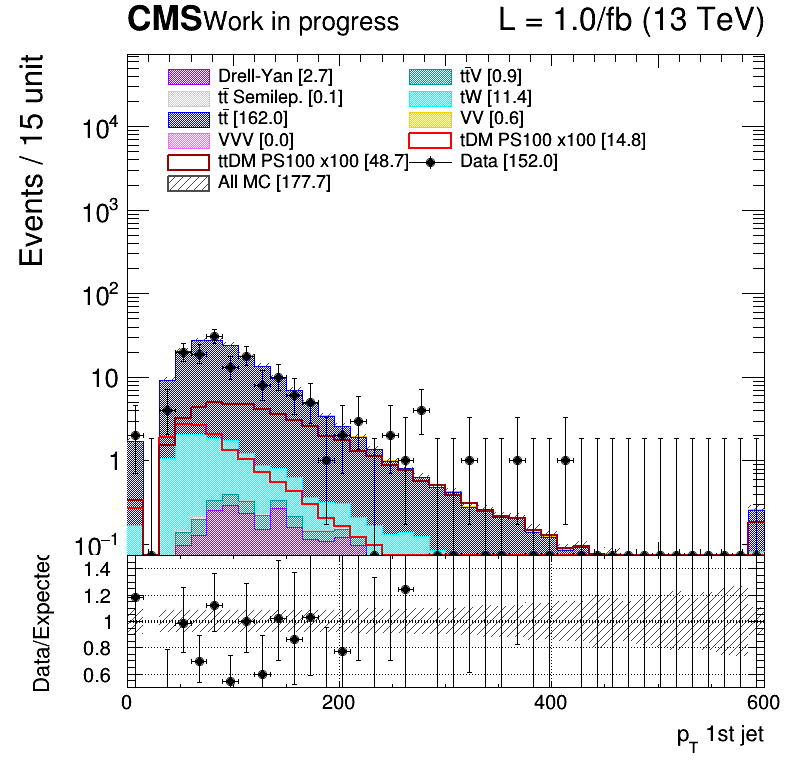 CMS Work in progress L = 1.0/fb (13 TeV)
Events / 15 unit
Drell-Yan [2.7] tt̄V [0.9]
tt̄ Semilep. [0.1] tW [11.4]
tt̄ [162.0] VV [0.6]
VVV [0.0] tDM PS100 x100 [14.8]
ttDM PS100 x100 [48.7] Data [152.0]
All MC [177.7]
10⁴
10³
10²
10
1
10⁻¹
Data/Expected
1.4
1.2
1
0.8
0.6
0 200 400 600
p_T 1st jet